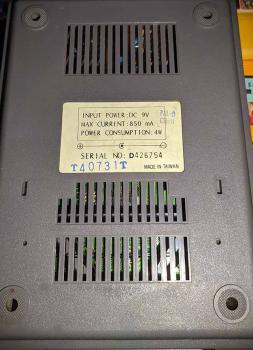 INPUT POWER:DC 9V
MAX CURRENT:850 mA
POWER CONSUMPTION:4W
SERIAL NO: D426754
T40731T
MADE IN TAIWAN